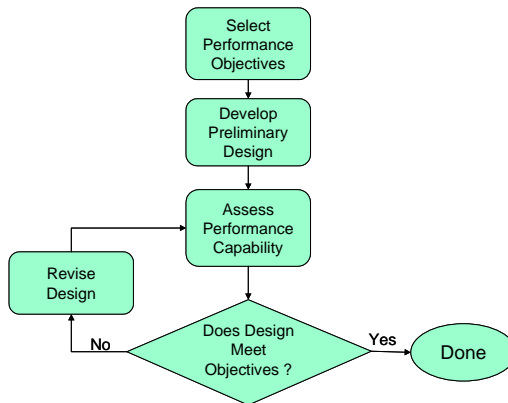 Select
Performance
Objectives
Develop
Preliminary
Design
Assess
Performance
Capability
Revise
Design
Does Design
Meet
Objectives ?
No
Yes
Done